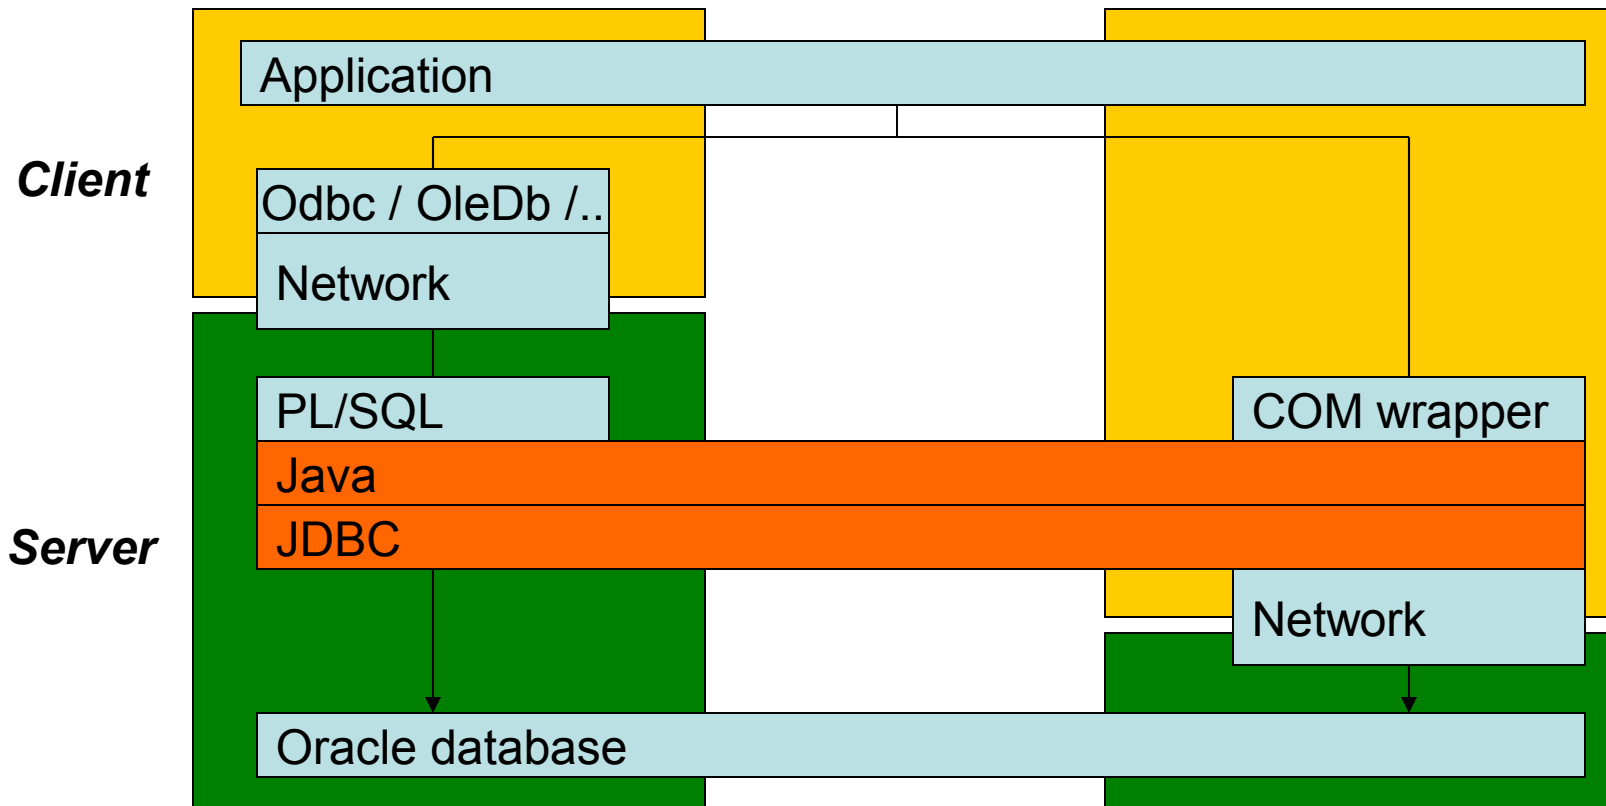 Application
Client
Odbc / OleDb /..
Network
PL/SQL
COM wrapper
Java
JDBC
Server
Network
Oracle database